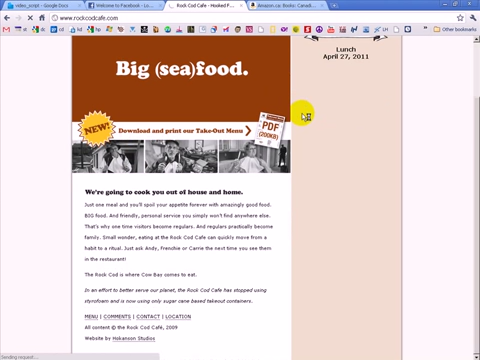 video_script - Google Docs
Welcome to Facebook - Lo...
Rock Cod Cafe - Hooked F...
Amazon.ca: Books: Canadi...
www.rockcodcafe.com
Other bookmarks
Lunch
April 27, 2011
Big (sea)food.
NEW!
Download and print our Take-Out Menu
PDF
(200KB)
We're going to cook you out of house and home.
Just one meal and you'll spoil your appetite forever with amazingly good food.
BIG food. And friendly, personal service you simply won't find anywhere else.
That's why one time visitors become regulars. And regulars practically become
family. Small wonder, eating at the Rock Cod Cafe can quickly move from a
habit to a ritual. Just ask Andy, Frenchie or Carrie the next time you see them
in the restaurant!
The Rock Cod is where Cow Bay comes to eat.
In an effort to better serve our planet, the Rock Cod Cafe has stopped using
styrofoam and is now using only sugar cane based takeout containers.
MENU | COMMENTS | CONTACT | LOCATION
All content © the Rock Cod Café, 2009
Website by Hokanson Studios
Sending request...